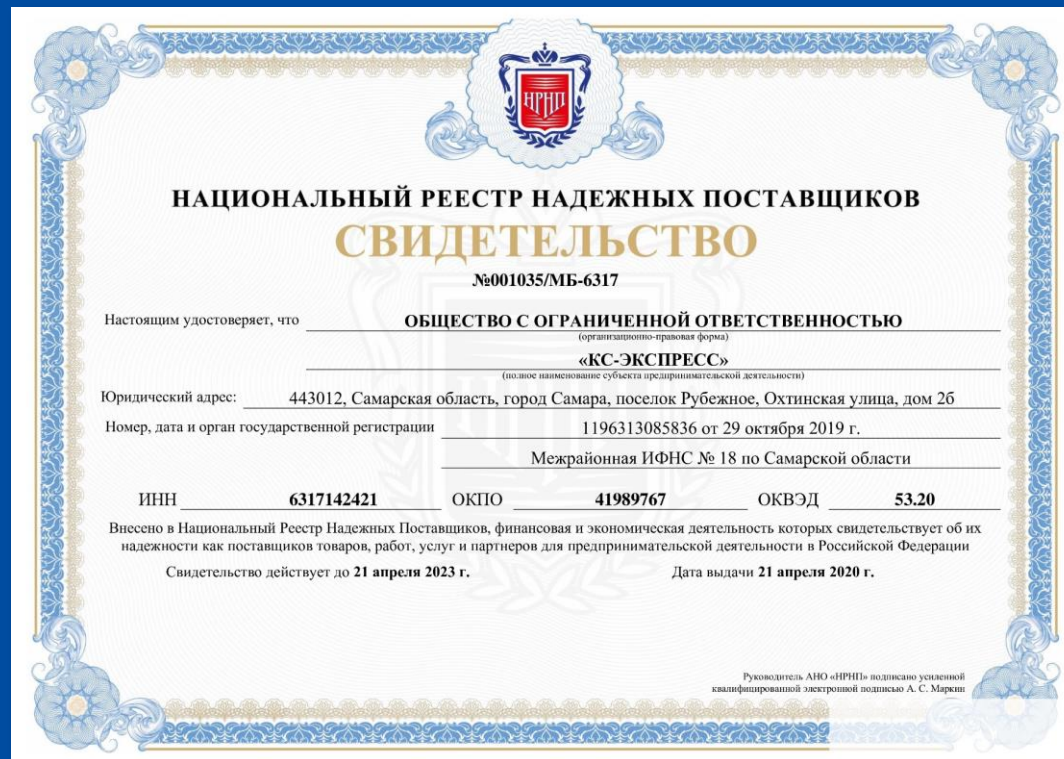 НРНП
НАЦИОНАЛЬНЫЙ РЕЕСТР НАДЕЖНЫХ ПОСТАВЩИКОВ
СВИДЕТЕЛЬСТВО
№001035/МБ-6317
Настоящим удостоверяет, что ОБЩЕСТВО С ОГРАНИЧЕННОЙ ОТВЕТСТВЕННОСТЬЮ
(организационно-правовая форма)
«КС-ЭКСПРЕСС»
(полное наименование субъекта предпринимательской деятельности)
Юридический адрес: 443012, Самарская область, город Самара, поселок Рубежное, Охтинская улица, дом 2б
Номер, дата и орган государственной регистрации 1196313085836 от 29 октября 2019 г.
Межрайонная ИФНС № 18 по Самарской области
ИНН 6317142421 ОКПО 41989767 ОКВЭД 53.20
Внесено в Национальный Реестр Надежных Поставщиков, финансовая и экономическая деятельность которых свидетельствует об их
надежности как поставщиков товаров, работ, услуг и партнеров для предпринимательской деятельности в Российской Федерации
Свидетельство действует до 21 апреля 2023 г. Дата выдачи 21 апреля 2020 г.
Руководитель АНО «НРНП» подписано усиленной
квалифицированной электронной подписью А. С. Маркин